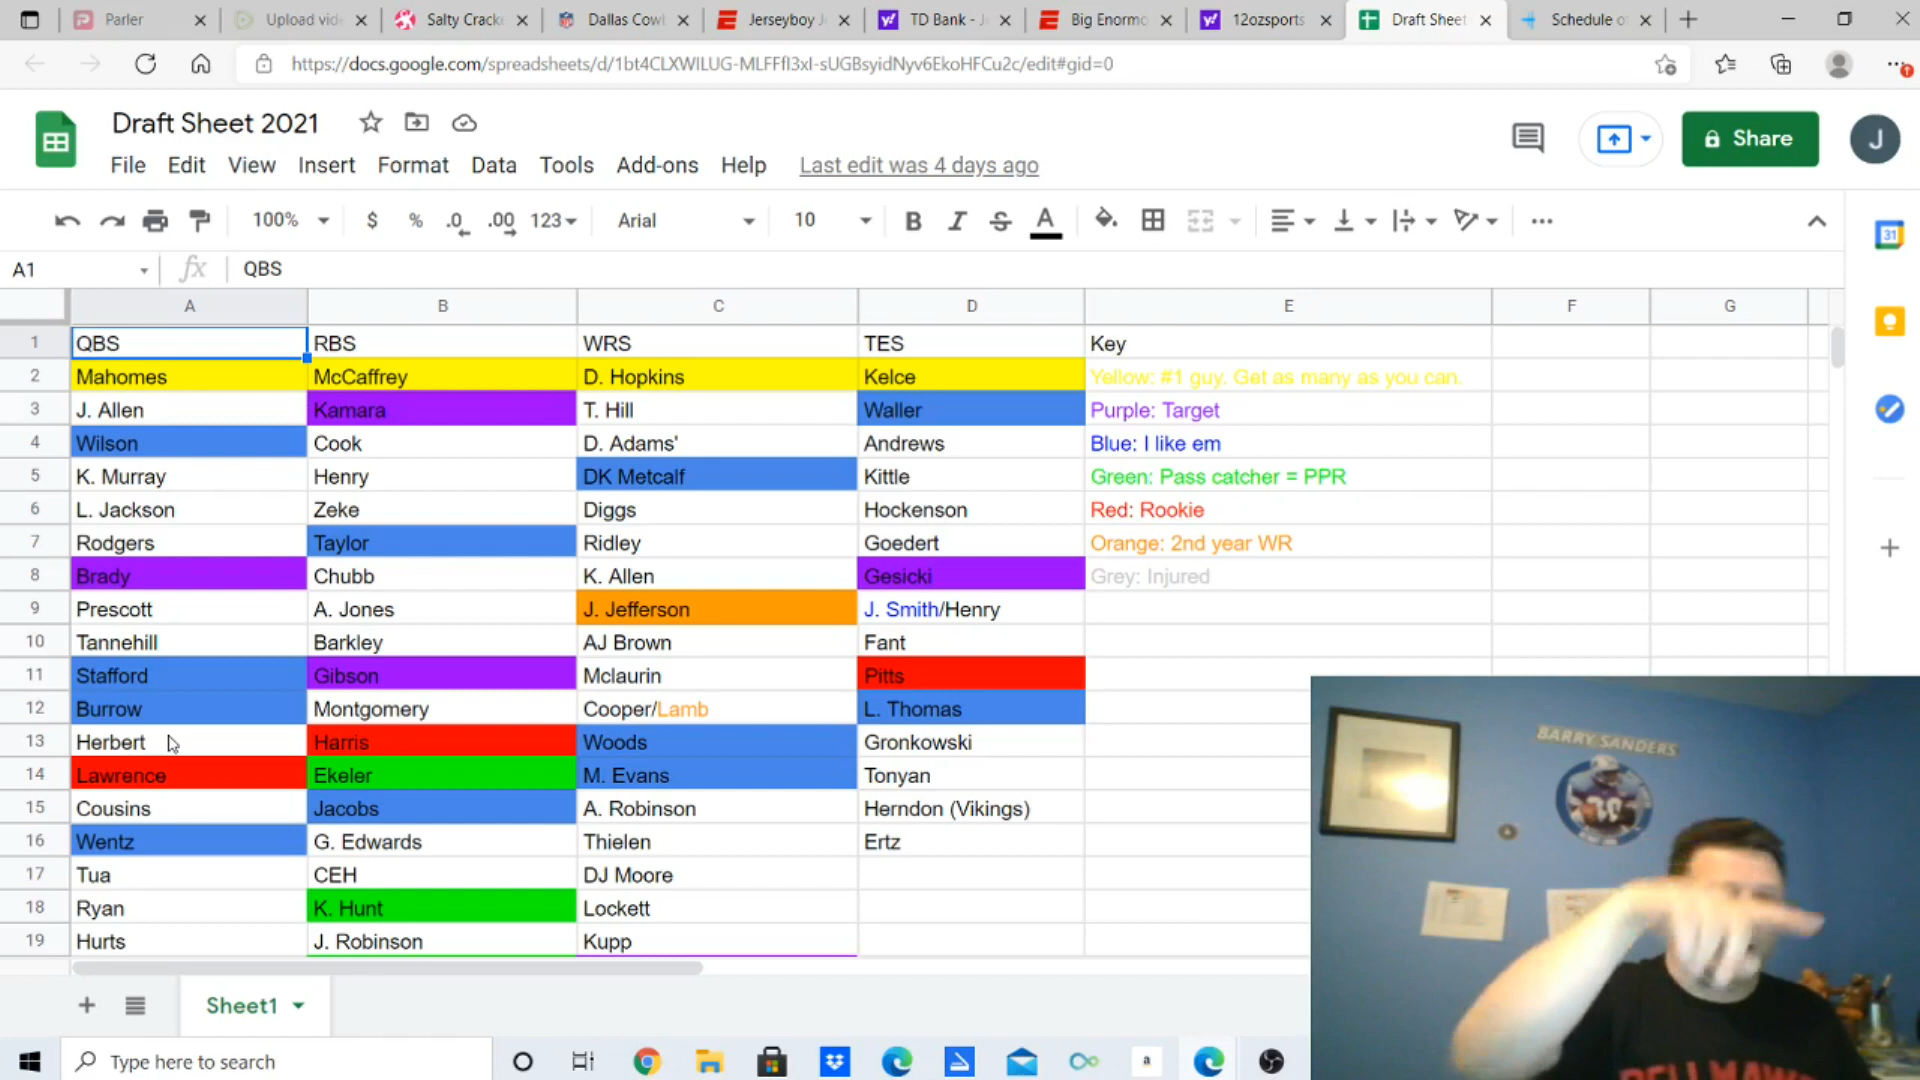 Parler
Upload vid
Salty Cracke
Dallas Cowl
Jerseyboy J
TD Bank - J
Big Enormo
12ozsports
Draft Sheet
Schedule o
https://docs.google.com/spreadsheets/d/1bt4CLXWILUG-MLFFfl3xI-sUGBsyidNyv6EkoHFCu2c/edit#gid=0
Draft Sheet 2021
Share
J
File Edit View Insert Format Data Tools Add-ons Help Last edit was 4 days ago
100% $ % .0 .00 123 Arial 10 B I S A
31
A1 fx QBS
A B C D E F G
1 QBS RBS WRS TES Key
2 Mahomes McCaffrey D. Hopkins Kelce Yellow: #1 guy. Get as many as you can.
3 J. Allen Kamara T. Hill Waller Purple: Target
4 Wilson Cook D. Adams' Andrews Blue: I like em
5 K. Murray Henry DK Metcalf Kittle Green: Pass catcher = PPR
6 L. Jackson Zeke Diggs Hockenson Red: Rookie
7 Rodgers Taylor Ridley Goedert Orange: 2nd year WR
8 Brady Chubb K. Allen Gesicki Grey: Injured
9 Prescott A. Jones J. Jefferson J. Smith/Henry
10 Tannehill Barkley AJ Brown Fant
11 Stafford Gibson Mclaurin Pitts
12 Burrow Montgomery Cooper/Lamb L. Thomas
13 Herbert Harris Woods Gronkowski
14 Lawrence Ekeler M. Evans Tonyan
15 Cousins Jacobs A. Robinson Herndon (Vikings)
16 Wentz G. Edwards Thielen Ertz
17 Tua CEH DJ Moore
18 Ryan K. Hunt Lockett
19 Hurts J. Robinson Kupp
BARRY SANDERS
Sheet1
Type here to search
a